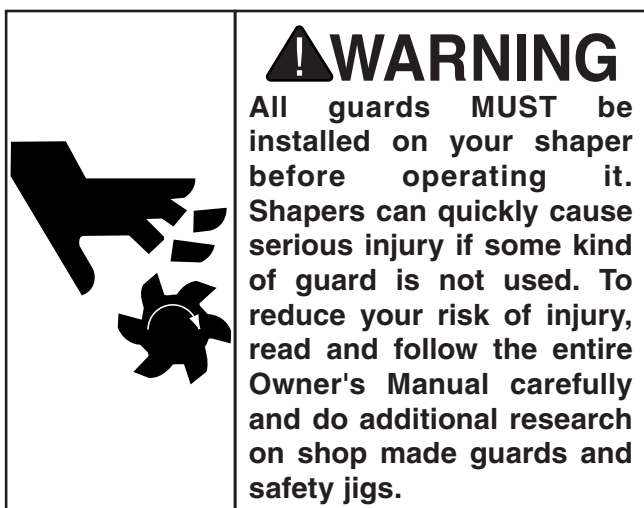 WARNING
All guards MUST be
installed on your shaper
before operating it.
Shapers can quickly cause
serious injury if some kind
of guard is not used. To
reduce your risk of injury,
read and follow the entire
Owner's Manual carefully
and do additional research
on shop made guards and
safety jigs.